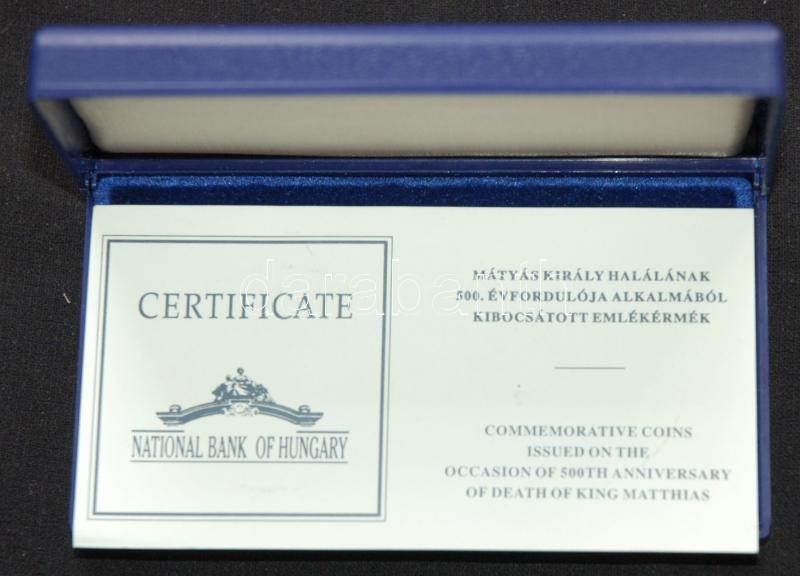 CERTIFICATE
NATIONAL BANK OF HUNGARY
MÁTYÁS KIRÁLY HALÁLÁNAK
500. ÉVFORDULÓJA ALKALMÁBÓL
KIBOCSÁTOTT EMLÉKÉRMÉK
COMMEMORATIVE COINS
ISSUED ON THE
OCCASION OF 500TH ANNIVERSARY
OF DEATH OF KING MATTHIAS
darabanth